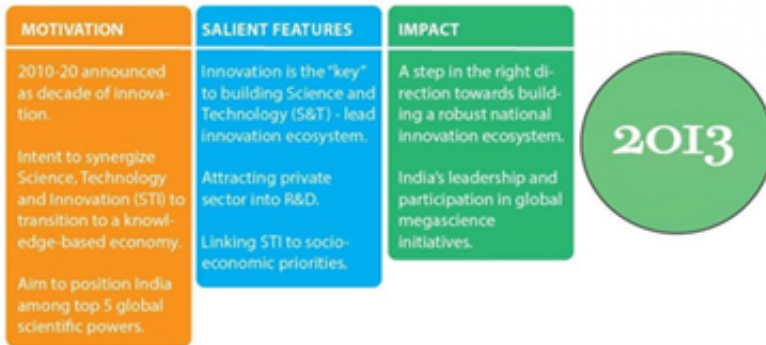 MOTIVATION
2010-20 announced
as decade of innova-
tion.
Intent to synergize
Science, Technology
and Innovation (STI) to
transition to a knowl-
edge-based economy.
Aim to position India
among top 5 global
scientific powers.
SALIENT FEATURES
Innovation is the "key"
to building Science and
Technology (S&T) - lead
innovation ecosystem.
Attracting private
sector into R&D.
Linking STI to socio-
economic priorities.
IMPACT
A step in the right di-
rection towards build-
ing a robust national
innovation ecosystem.
India's leadership and
participation in global
megascience
initiatives.
2013